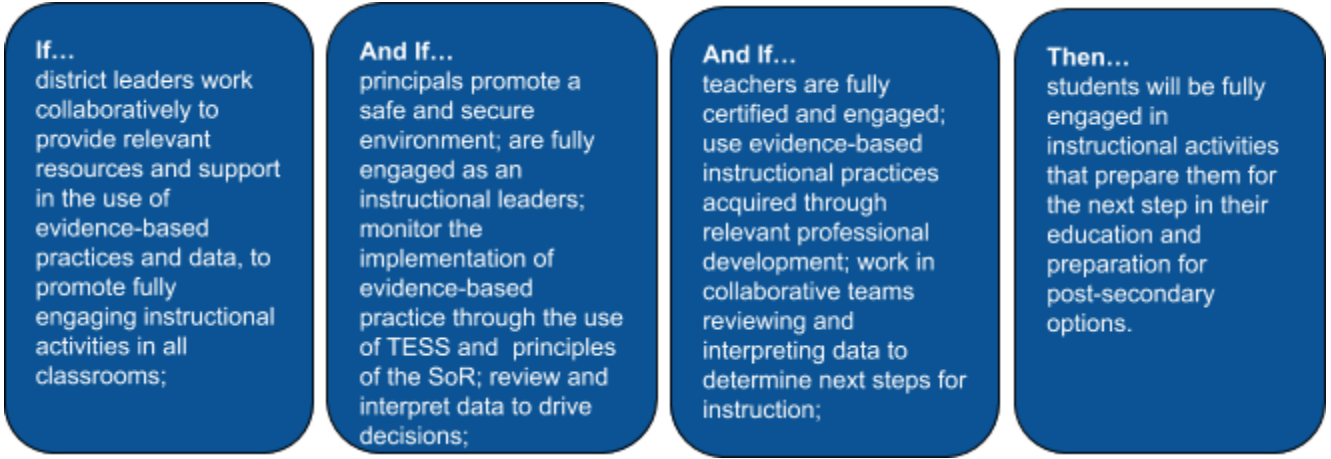 If…
district leaders work
collaboratively to
provide relevant
resources and support
in the use of
evidence-based
practices and data, to
promote fully
engaging instructional
activities in all
classrooms;
And If…
principals promote a
safe and secure
environment; are fully
engaged as an
instructional leaders;
monitor the
implementation of
evidence-based
practice through the use
of TESS and  principles
of the SoR; review and
interpret data to drive
decisions;
And If…
teachers are fully
certified and engaged;
use evidence-based
instructional practices
acquired through
relevant professional
development; work in
collaborative teams
reviewing and
interpreting data to
determine next steps for
instruction;
Then…
students will be fully
engaged in
instructional activities
that prepare them for
the next step in their
education and
preparation for
post-secondary
options.